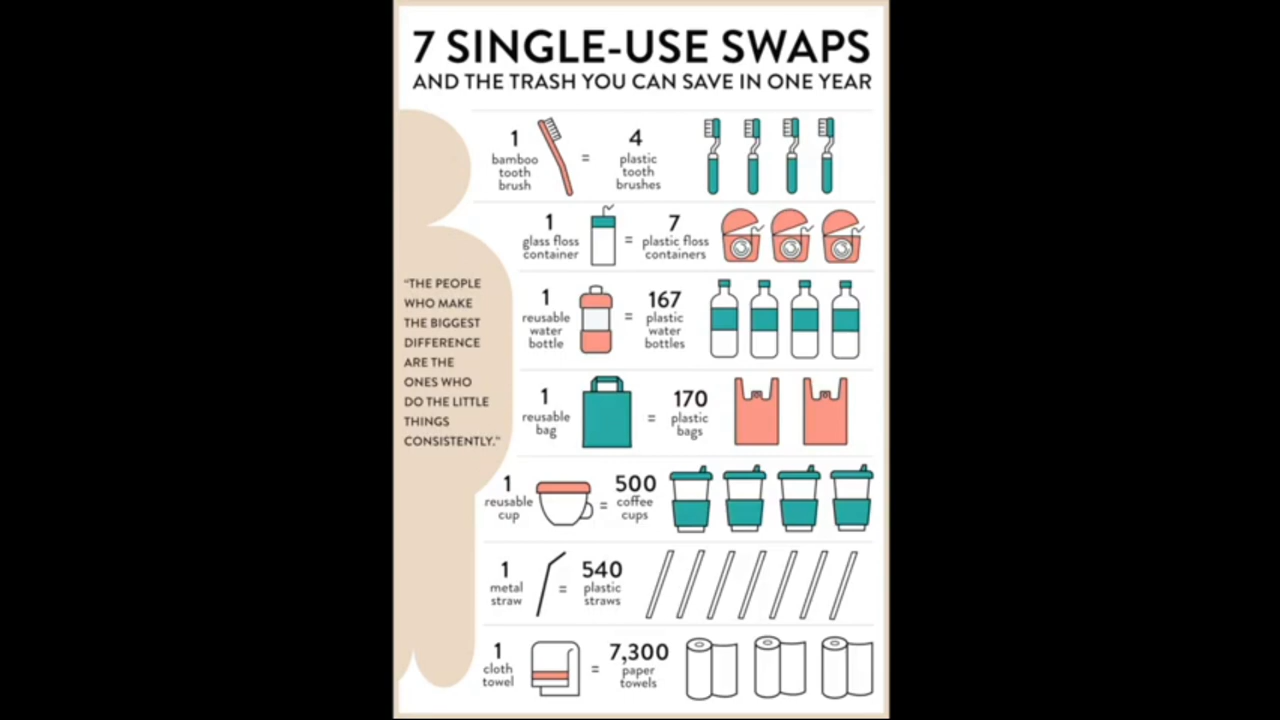 7 SINGLE-USE SWAPS
AND THE TRASH YOU CAN SAVE IN ONE YEAR
1
bamboo
tooth
brush
=
4
plastic
tooth
brushes
1
glass floss
container
=
7
plastic floss
containers
1
reusable
water
bottle
=
167
plastic
water
bottles
1
reusable
bag
=
170
plastic
bags
1
reusable
cup
=
500
coffee
cups
1
metal
straw
=
540
plastic
straws
1
cloth
towel
=
7,300
paper
towels
“THE PEOPLE
WHO MAKE
THE BIGGEST
DIFFERENCE
ARE THE
ONES WHO
DO THE LITTLE
THINGS
CONSISTENTLY.”